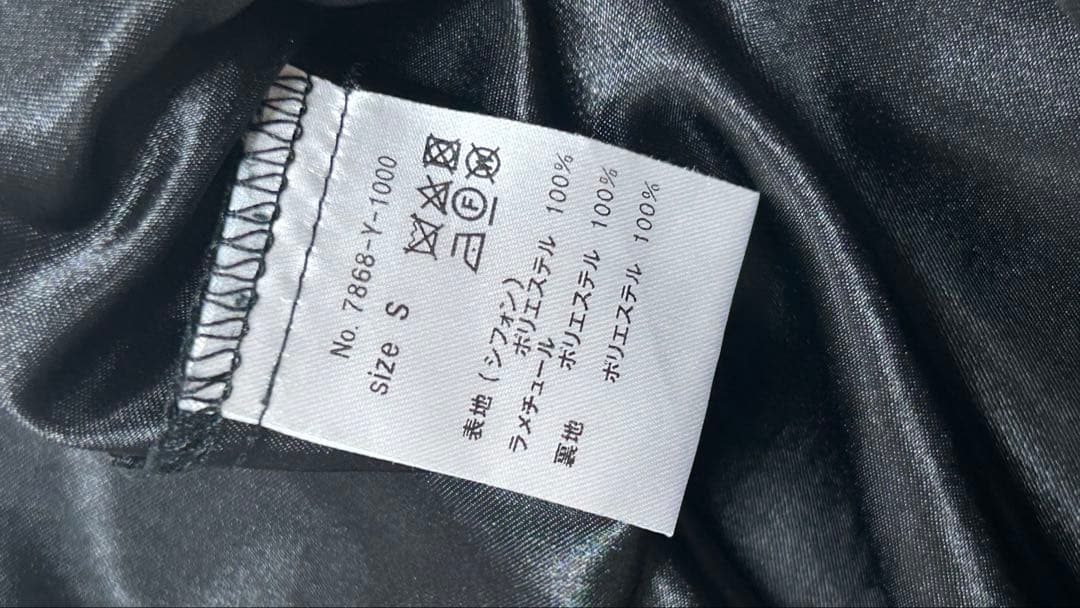 No. 7868-Y-1000
Size S
F
W
表地 (シフォン)
ポリエステル 100%
ラメチュール
ポリエステル 100%
裏地
ポリエステル 100%